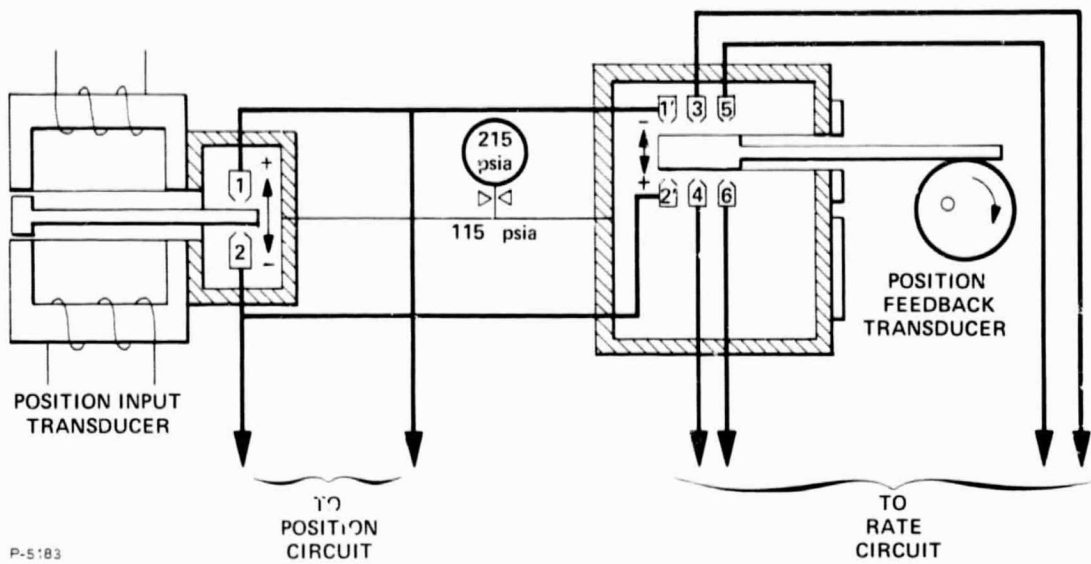 1' 3 5
215
psia
-
+
1
+
2' 4 6
115 psia
2
-
POSITION
FEEDBACK
TRANSDUCER
POSITION INPUT
TRANSDUCER
TO
POSITION
CIRCUIT
TO
RATE
CIRCUIT
P-5183